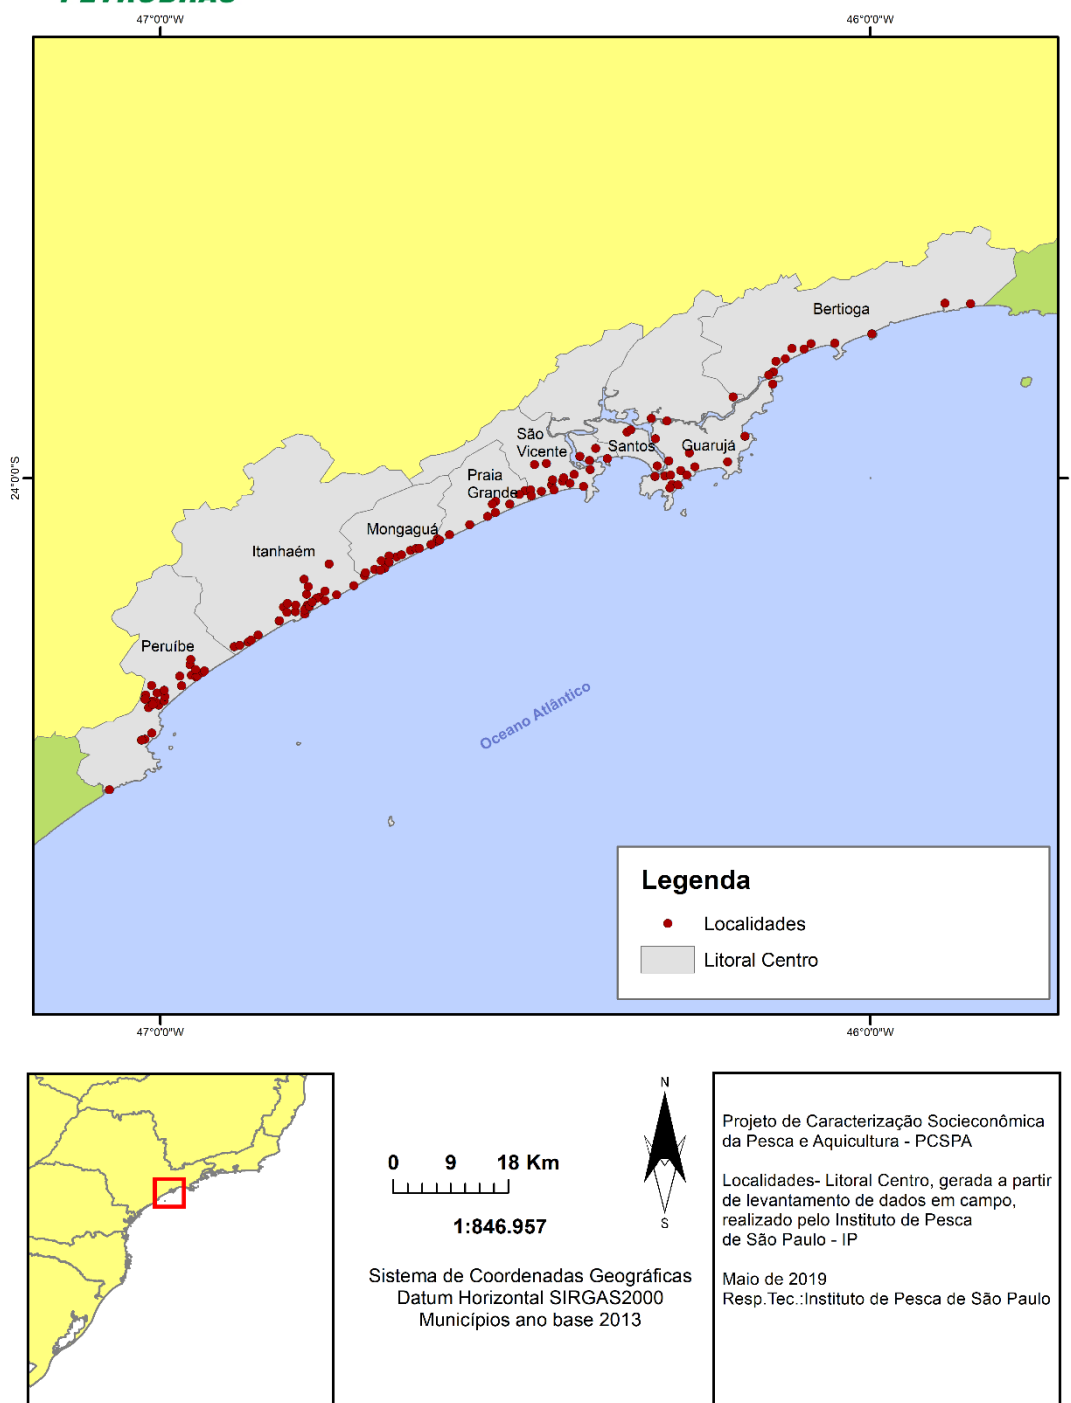 PETROBRAS
47°0'0"W
46°0'0"W
24°0'0"S
Bertioga
São
Vicente
Santos
Guarujá
Praia
Grande
Mongaguá
Itanhaém
Peruíbe
Oceano Atlântico
Legenda
Localidades
Litoral Centro
47°0'0"W
46°0'0"W
N
S
0 9 18 Km
1:846.957
Sistema de Coordenadas Geográficas
Datum Horizontal SIRGAS2000
Municípios ano base 2013
Projeto de Caracterização Socieconômica
da Pesca e Aquicultura - PCSPA
Localidades- Litoral Centro, gerada a partir
de levantamento de dados em campo,
realizado pelo Instituto de Pesca
de São Paulo - IP
Maio de 2019
Resp.Tec.:Instituto de Pesca de São Paulo